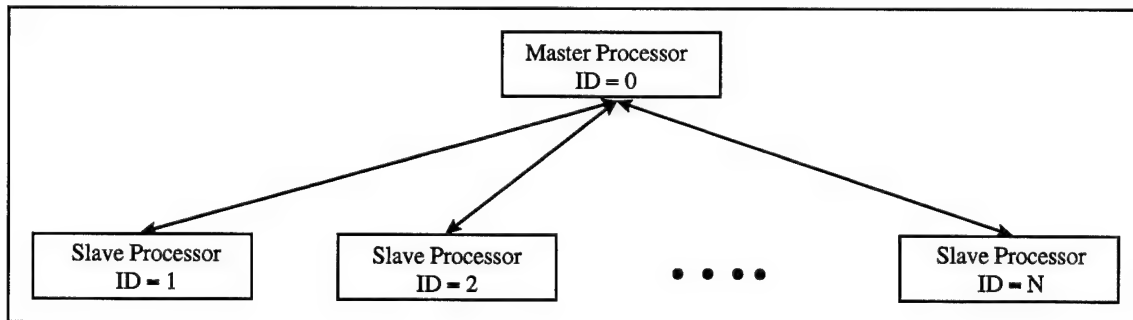 Master Processor
ID = 0
Slave Processor
ID = 1
Slave Processor
ID = 2
Slave Processor
ID = N